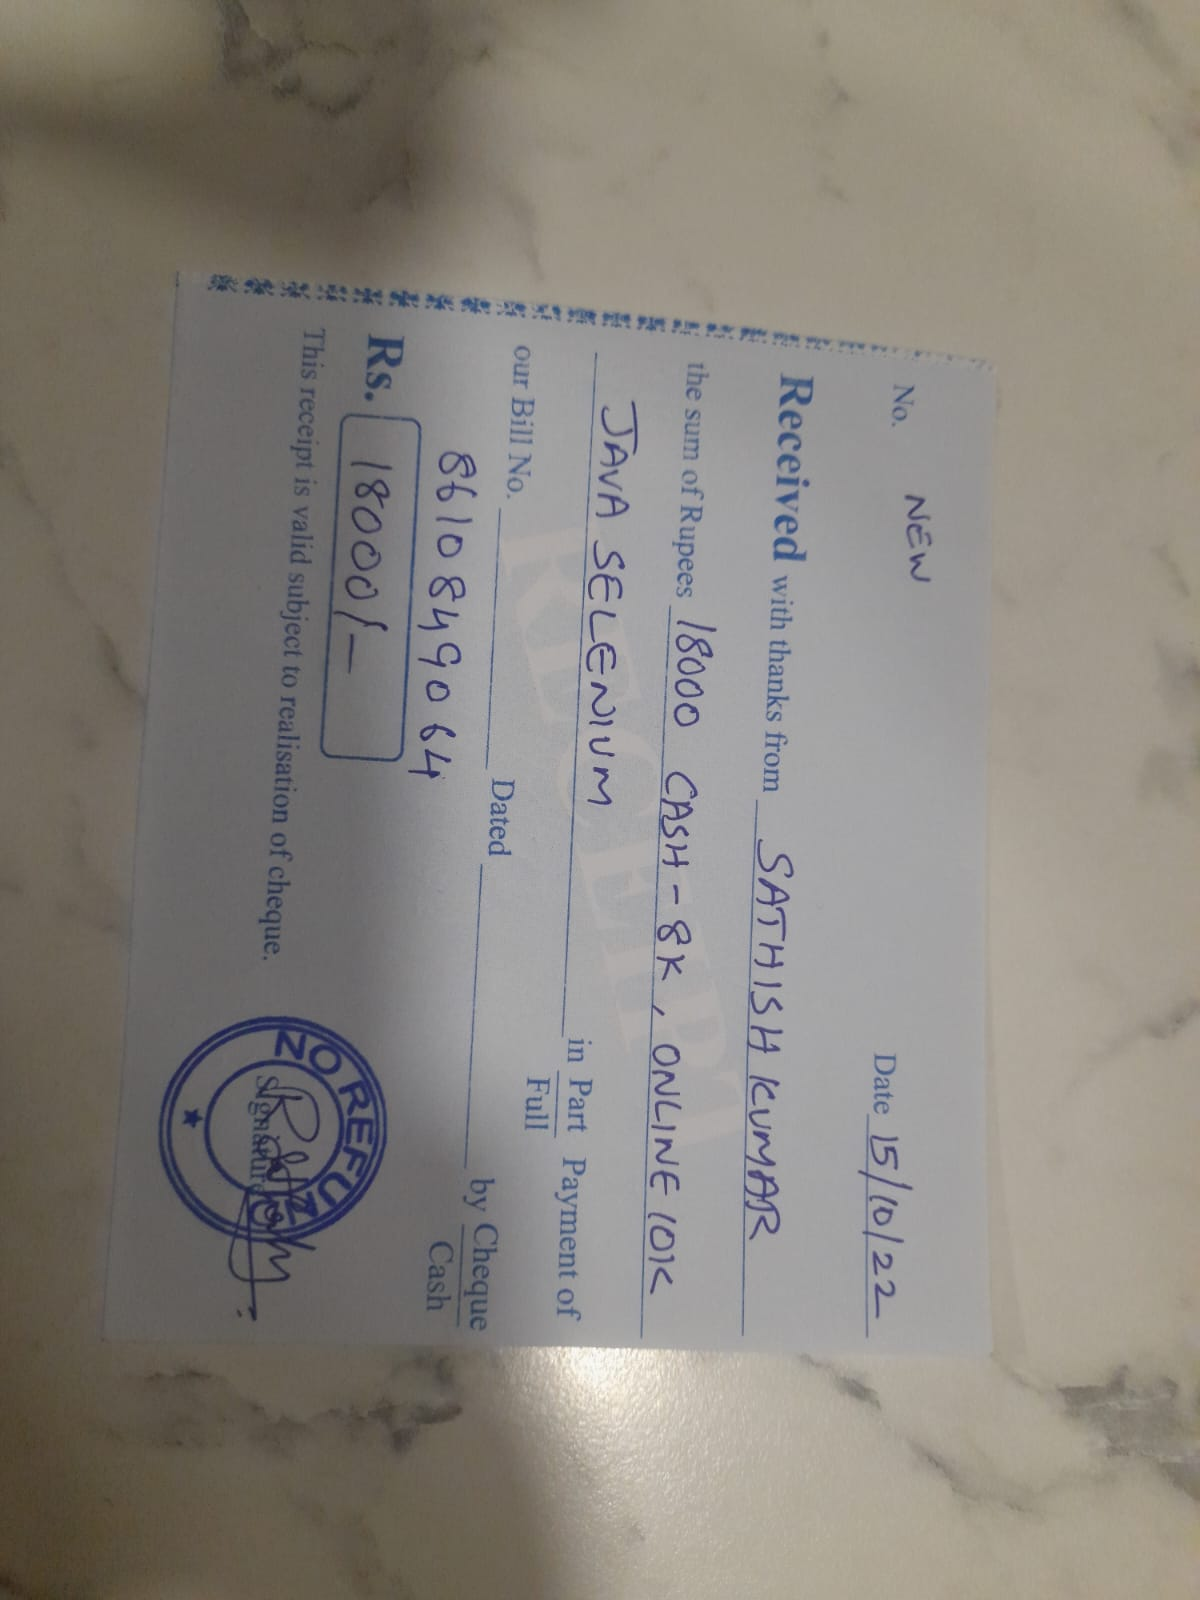 No. NEW Date 15/10/22
Received with thanks from SATHISH KUMAR
the sum of Rupees 18000 CASH - 8K, ONLINE 10K
JAVA SELENIUM in Part Payment of
Full
our Bill No. Dated by Cheque
Cash
8610849064
Rs. 18000/-
This receipt is valid subject to realisation of cheque.
Signature
NO REFUND
RECEIPT